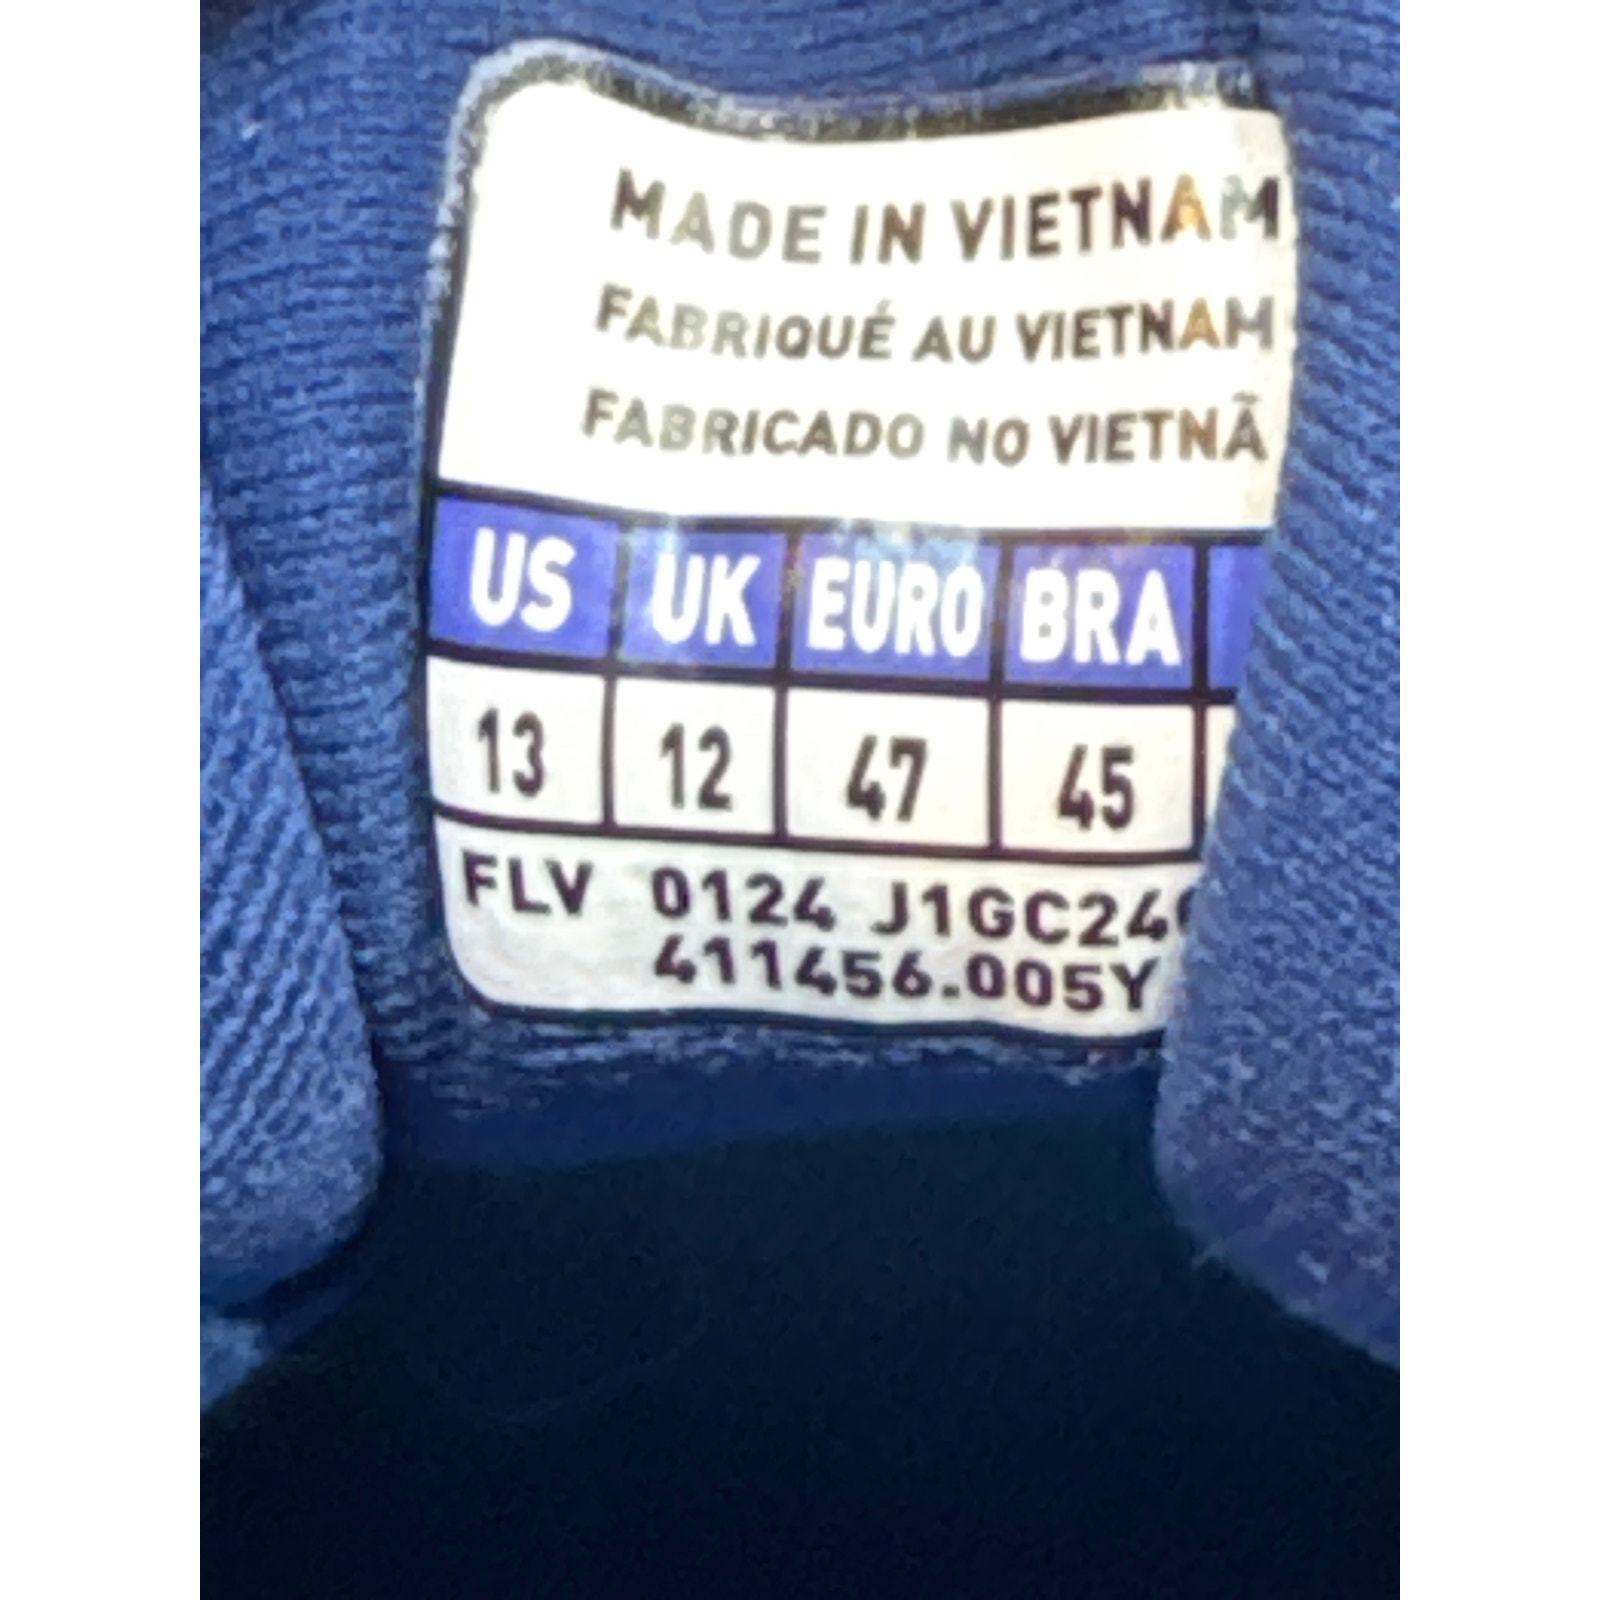 MADE IN VIETNAM
FABRIQUÉ AU VIETNAM
FABRICADO NO VIETNÃ
US UK EURO BRA
13 12 47 45
FLV 0124 J1GC24
411456.005Y